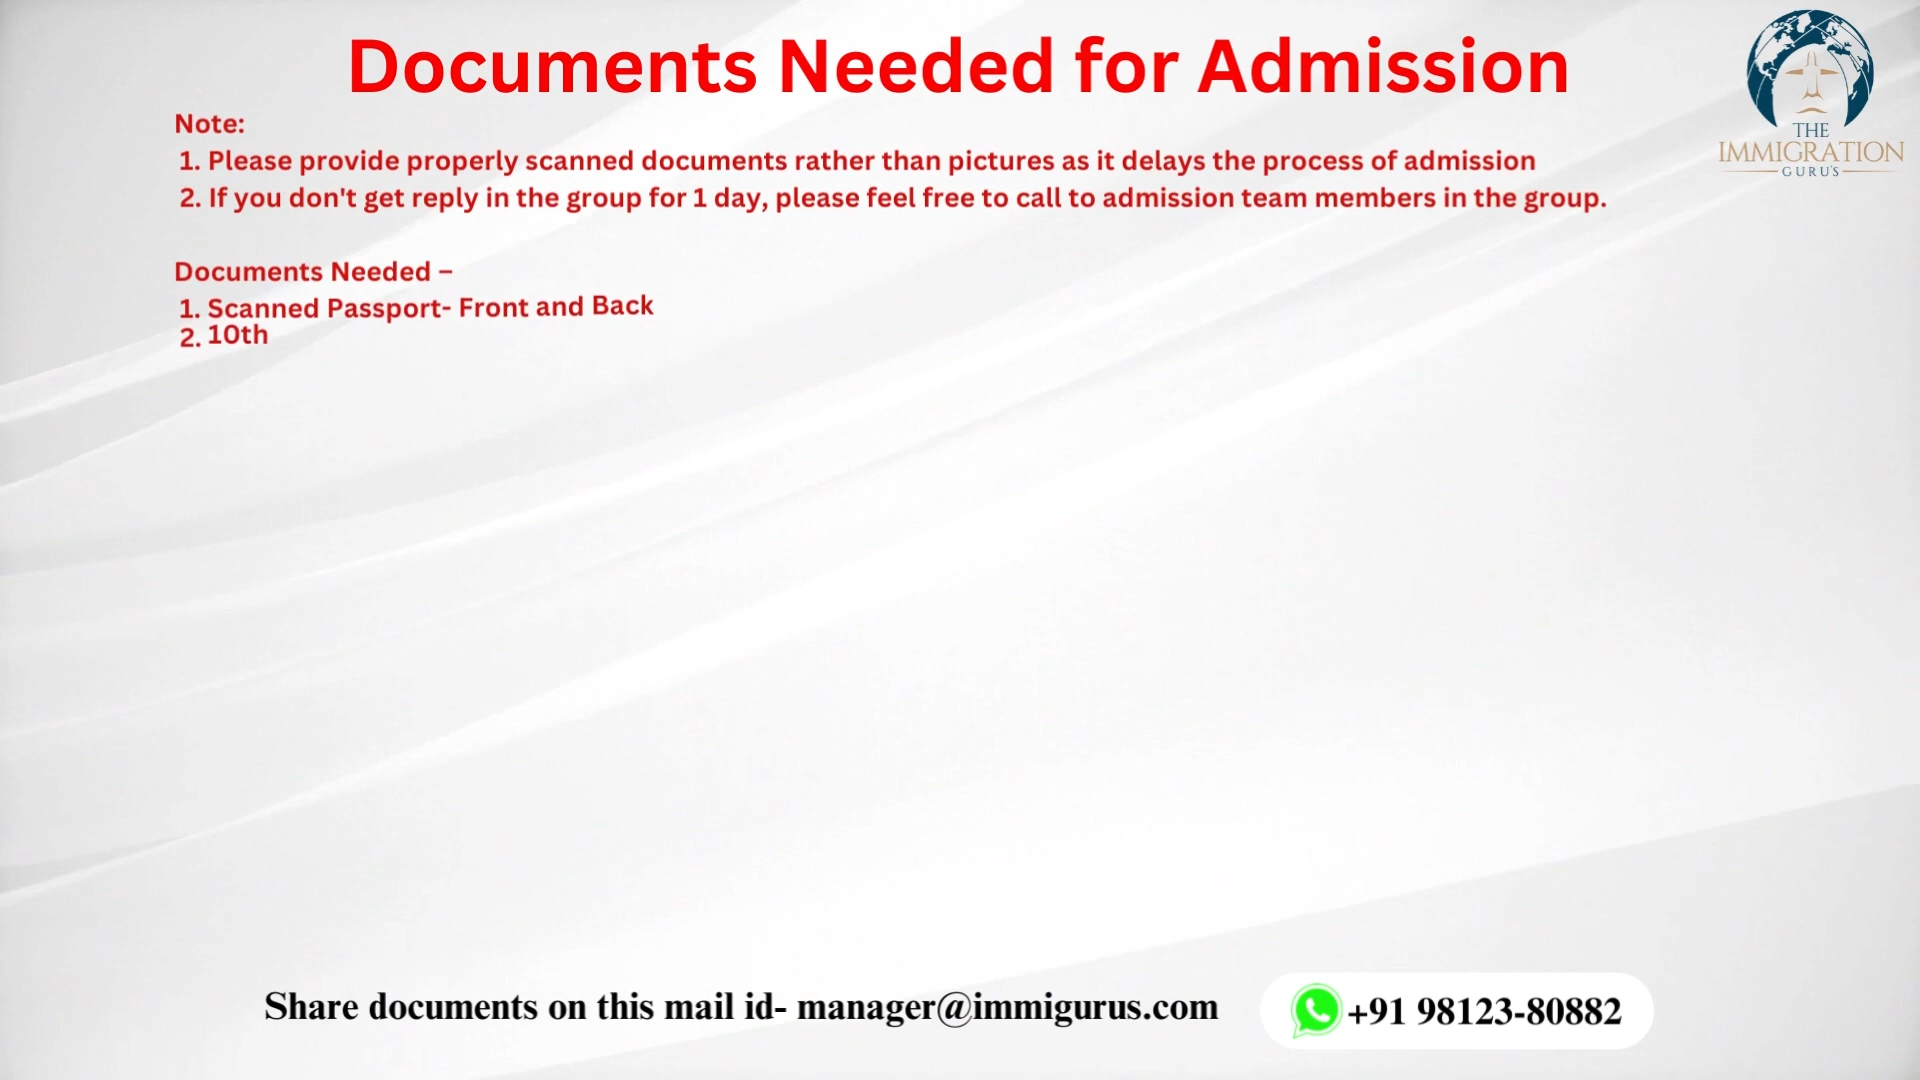 Documents Needed for Admission
THE
IMMIGRATION
GURU'S
Note:
1. Please provide properly scanned documents rather than pictures as it delays the process of admission
2. If you don't get reply in the group for 1 day, please feel free to call to admission team members in the group.
Documents Needed –
1. Scanned Passport- Front and Back
2. 10th
Share documents on this mail id- manager@immigurus.com
+91 98123-80882